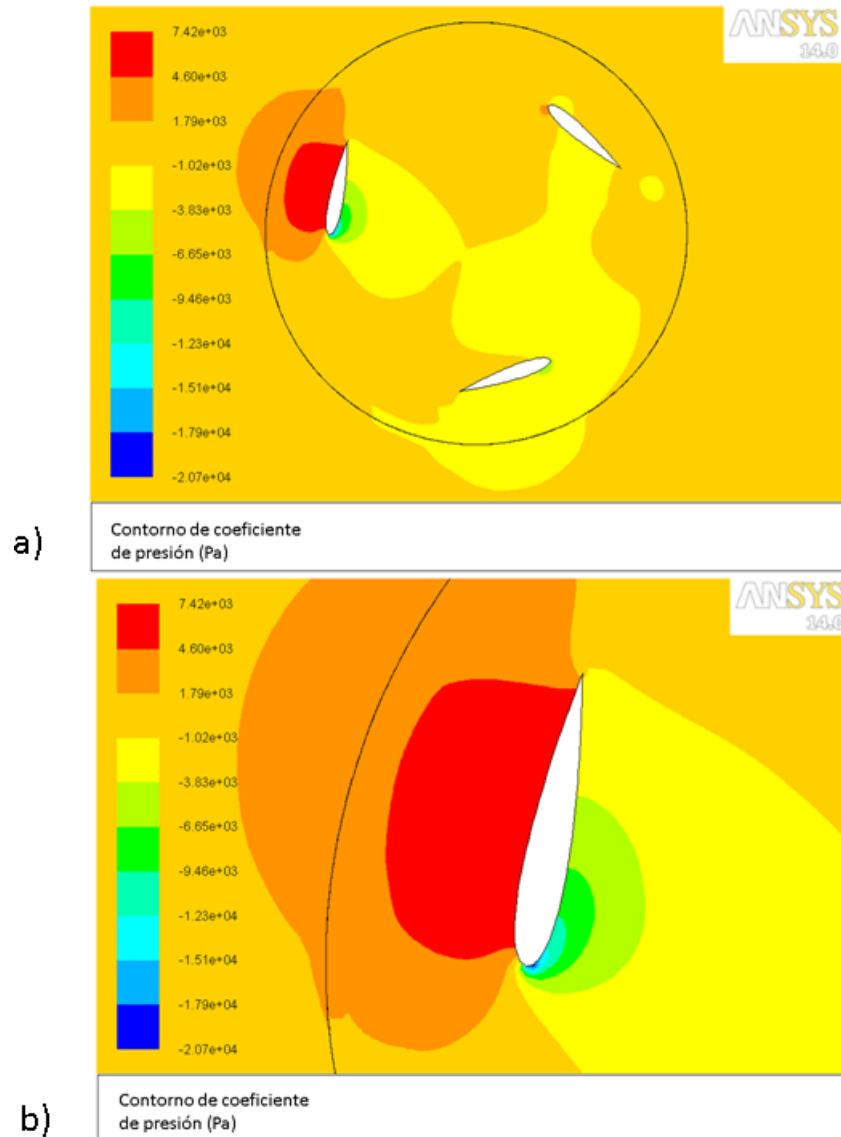 ANSYS
14.0
7.42e+03
4.60e+03
1.79e+03
-1.02e+03
-3.83e+03
-6.65e+03
-9.46e+03
-1.23e+04
-1.51e+04
-1.79e+04
-2.07e+04
a)
Contorno de coeficiente
de presión (Pa)
ANSYS
14.0
7.42e+03
4.60e+03
1.79e+03
-1.02e+03
-3.83e+03
-6.65e+03
-9.46e+03
-1.23e+04
-1.51e+04
-1.79e+04
-2.07e+04
b)
Contorno de coeficiente
de presión (Pa)